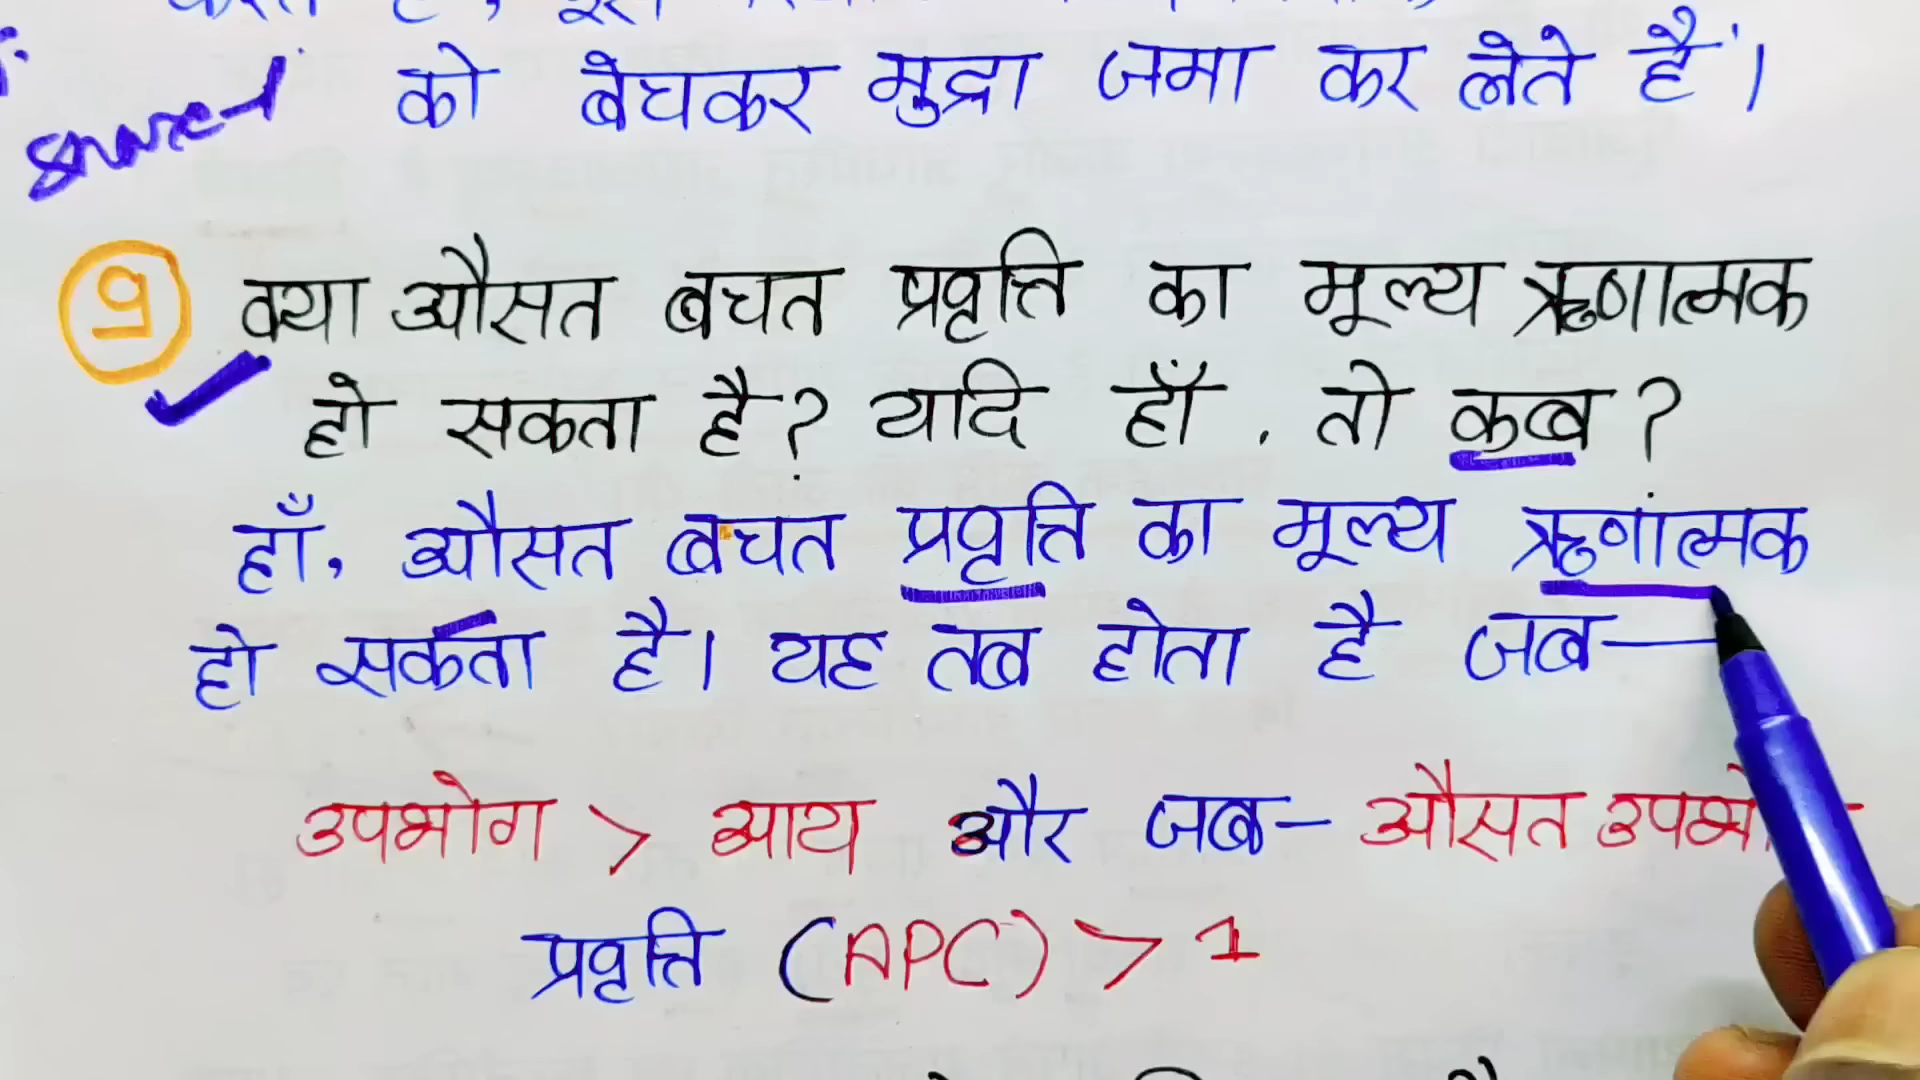 को बेचकर मुद्रा जमा कर लेते हैं।
9 क्या औसत बचत प्रवृत्ति का मूल्य ऋणात्मक
हो सकता है? यदि हाँ, तो कब?
हाँ, औसत बचत प्रवृत्ति का मूल्य ऋणात्मक
हो सकता है। यह तब होता है जब—
उपभोग > आय और जब- औसत उपभो
प्रवृत्ति (APC) > 1